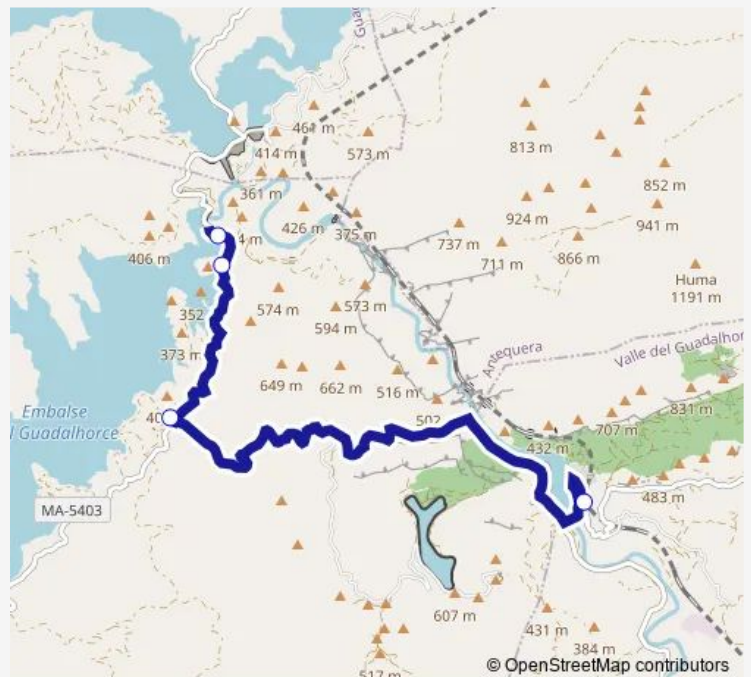 461 m
414 m
573 m
813 m
361 m
852 m
924 m
941 m
426 m
375 m
737 m
406 m
711 m
866 m
Huma
1191 m
574 m
573 m
352
594 m
Antequera
Valle del Guadalhor
373 m
649 m
662 m
516 m
831 m
Embalse
l Guadalhorce
707 m
432 m
483 m
MA-5403
607 m
431 m
384 m
517 m
© OpenStreetMap contributors